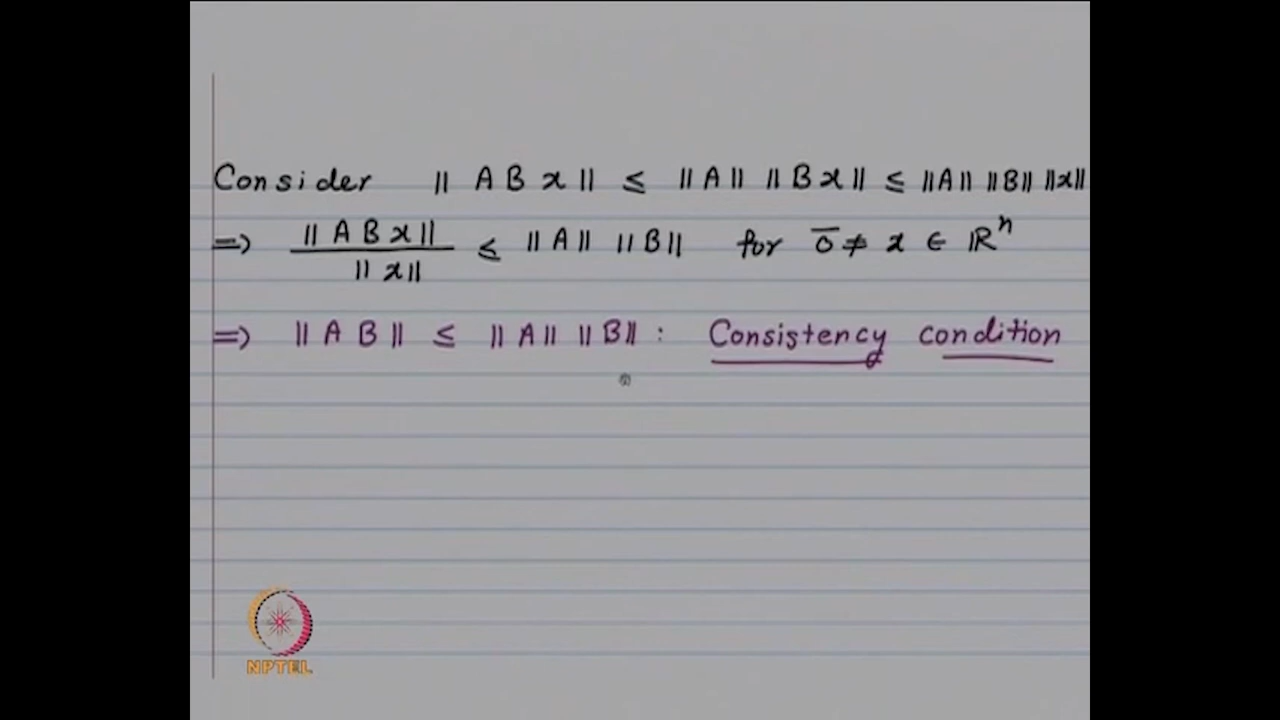 Consider || A B x || ≤ || A || || B x || ≤ || A || || B || || x ||
⇒ || A B x || / || x || ≤ || A || || B || for 0̅ ≠ x ∈ ℝⁿ
⇒ || A B || ≤ || A || || B || : Consistency condition
NPTEL